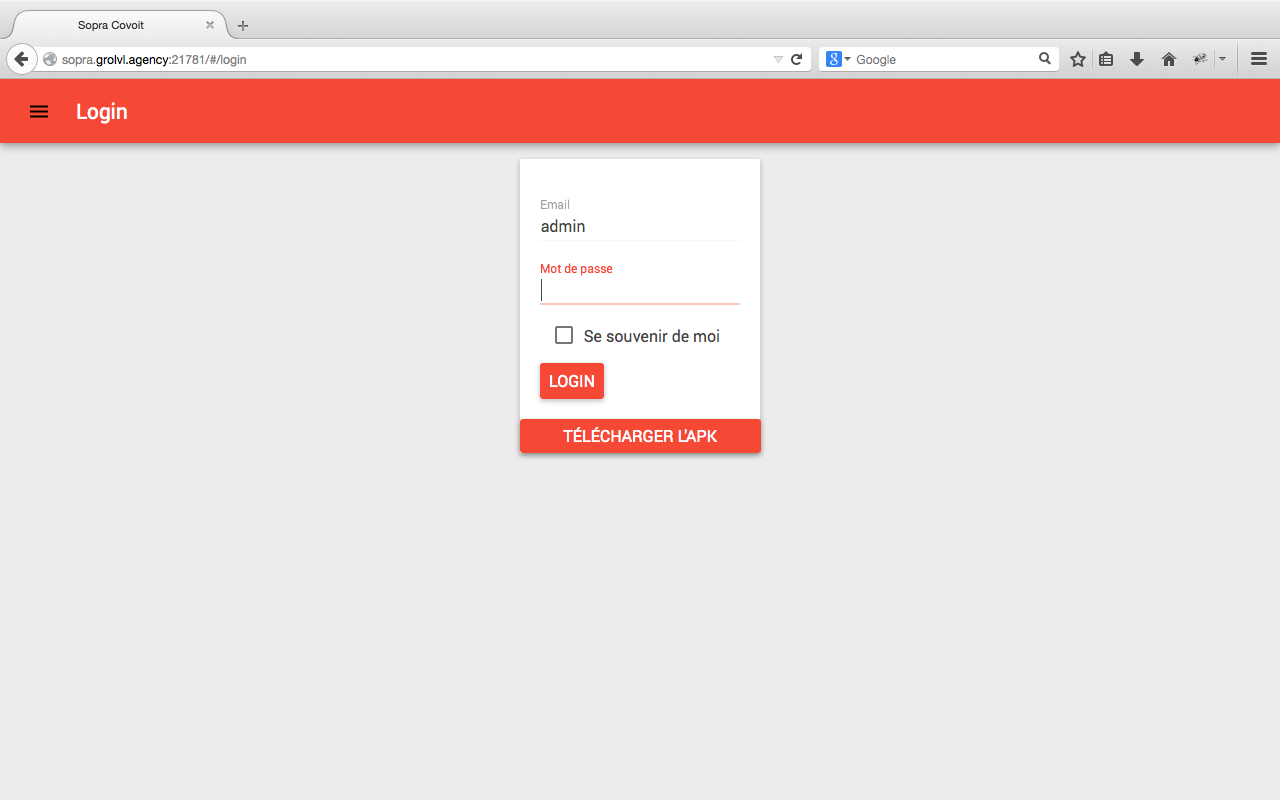 Sopra Covoit
sopra.grolvl.agency:21781/#/login
Google
Login
Email
admin
Mot de passe
Se souvenir de moi
LOGIN
TÉLÉCHARGER L'APK